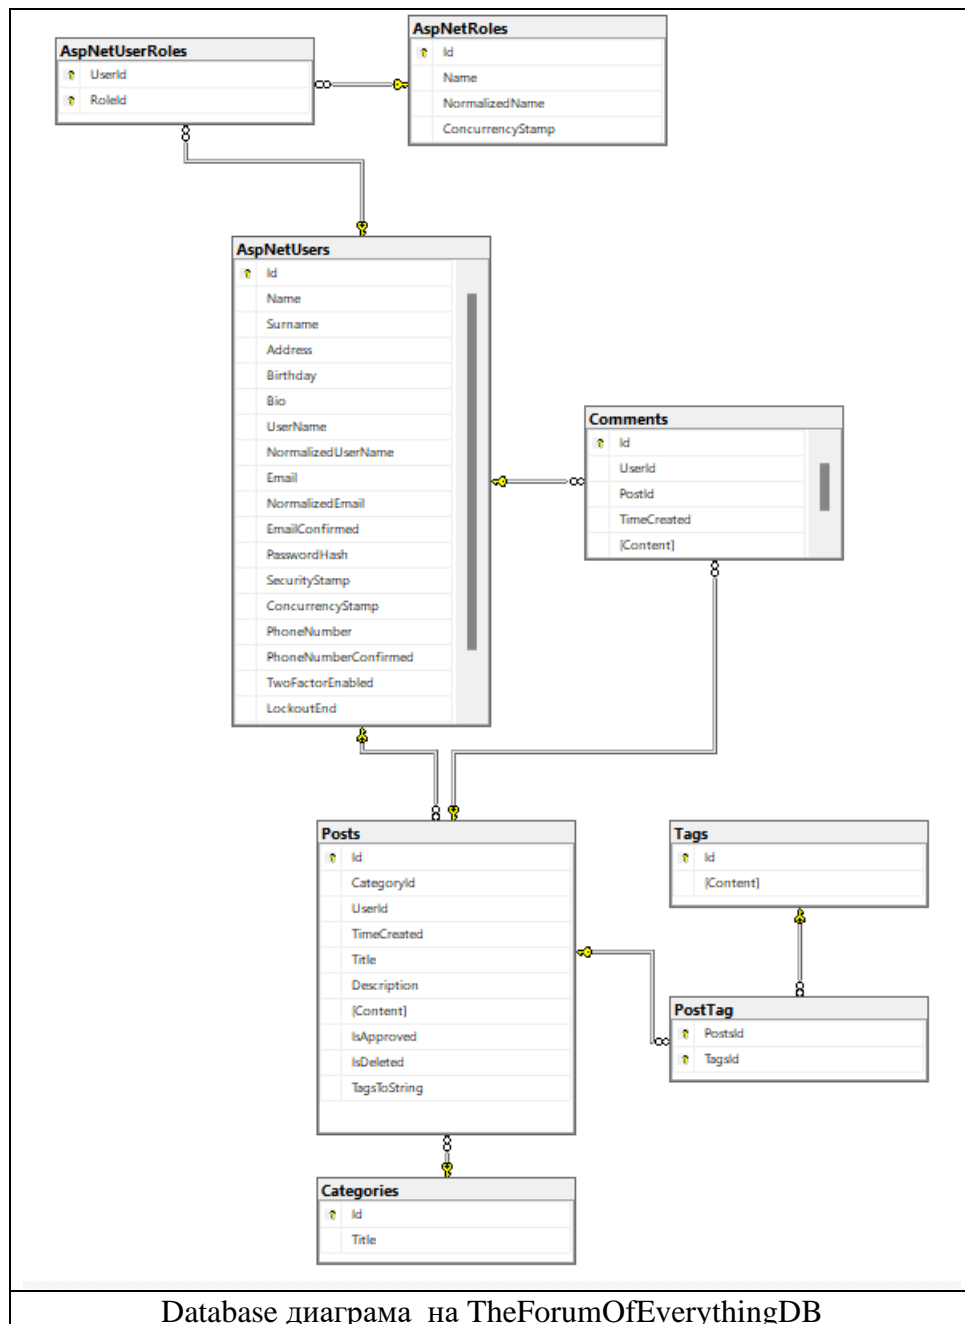 AspNetUserRoles
UserId
RoleId
AspNetRoles
Id
Name
NormalizedName
ConcurrencyStamp
AspNetUsers
Id
Name
Surname
Address
Birthday
Bio
UserName
NormalizedUserName
Email
NormalizedEmail
EmailConfirmed
PasswordHash
SecurityStamp
ConcurrencyStamp
PhoneNumber
PhoneNumberConfirmed
TwoFactorEnabled
LockoutEnd
Comments
Id
UserId
PostId
TimeCreated
[Content]
Posts
Id
CategoryId
UserId
TimeCreated
Title
Description
[Content]
IsApproved
IsDeleted
TagsToString
Tags
Id
[Content]
PostTag
PostsId
TagsId
Categories
Id
Title
Database диаграма на TheForumOfEverythingDB